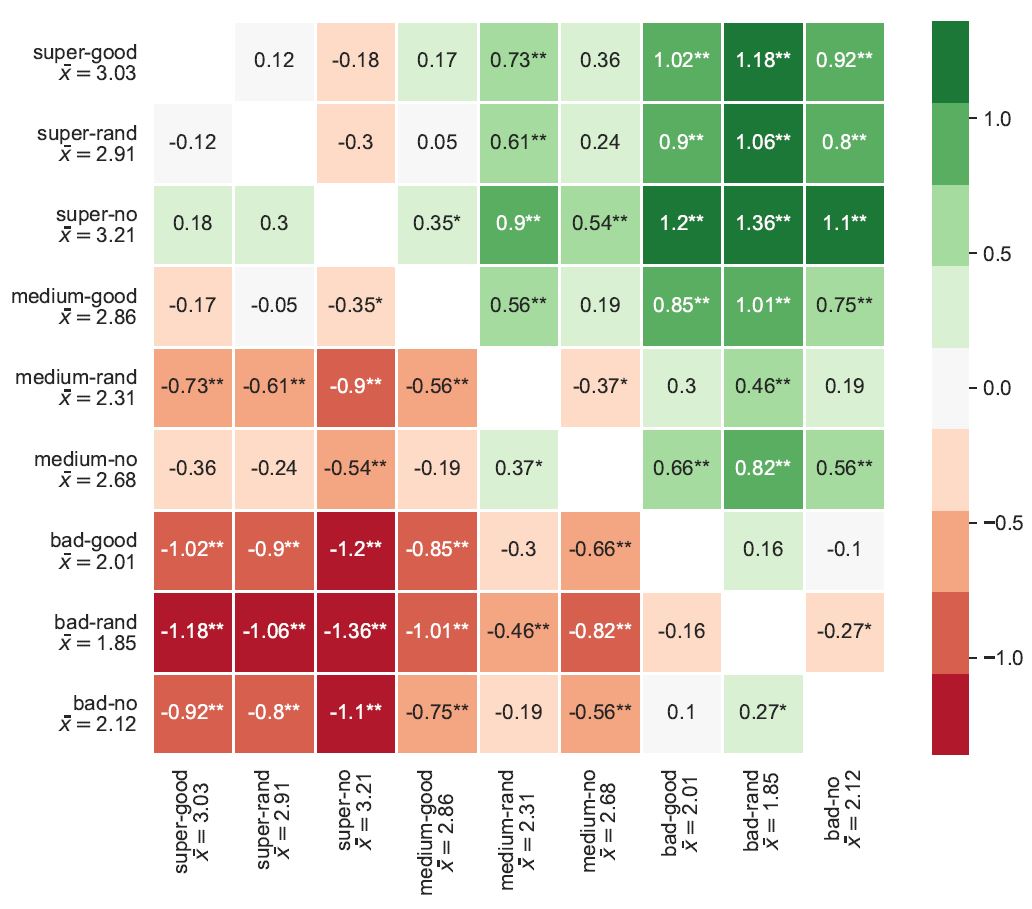 super-good
x̄ = 3.03
0.12 -0.18 0.17 0.73** 0.36 1.02** 1.18** 0.92**
super-rand
x̄ = 2.91
-0.12 -0.3 0.05 0.61** 0.24 0.9** 1.06** 0.8**
super-no
x̄ = 3.21
0.18 0.3 0.35* 0.9** 0.54** 1.2** 1.36** 1.1**
medium-good
x̄ = 2.86
-0.17 -0.05 -0.35* 0.56** 0.19 0.85** 1.01** 0.75**
medium-rand
x̄ = 2.31
-0.73** -0.61** -0.9** -0.56** -0.37* 0.3 0.46** 0.19
medium-no
x̄ = 2.68
-0.36 -0.24 -0.54** -0.19 0.37* 0.66** 0.82** 0.56**
bad-good
x̄ = 2.01
-1.02** -0.9** -1.2** -0.85** -0.3 -0.66** 0.16 -0.1
bad-rand
x̄ = 1.85
-1.18** -1.06** -1.36** -1.01** -0.46** -0.82** -0.16 -0.27*
bad-no
x̄ = 2.12
-0.92** -0.8** -1.1** -0.75** -0.19 -0.56** 0.1 0.27*
super-good
x̄ = 3.03
super-rand
x̄ = 2.91
super-no
x̄ = 3.21
medium-good
x̄ = 2.86
medium-rand
x̄ = 2.31
medium-no
x̄ = 2.68
bad-good
x̄ = 2.01
bad-rand
x̄ = 1.85
bad-no
x̄ = 2.12
1.0
0.5
0.0
−0.5
−1.0